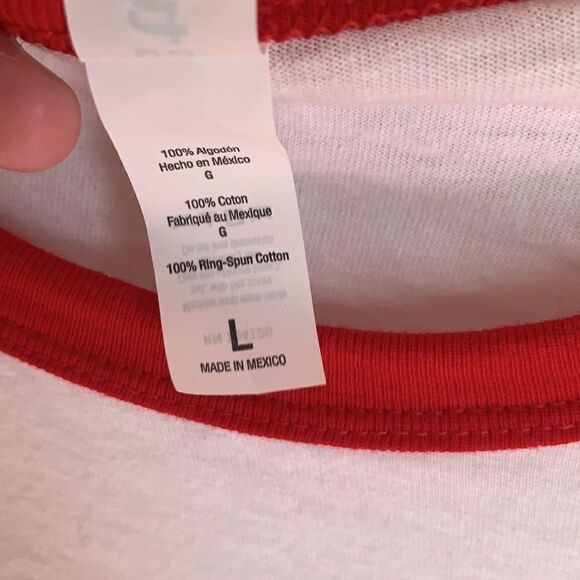 100% Algodón
Hecho en México
G
100% Coton
Fabriqué au Mexique
G
100% Ring-Spun Cotton
L
MADE IN MEXICO